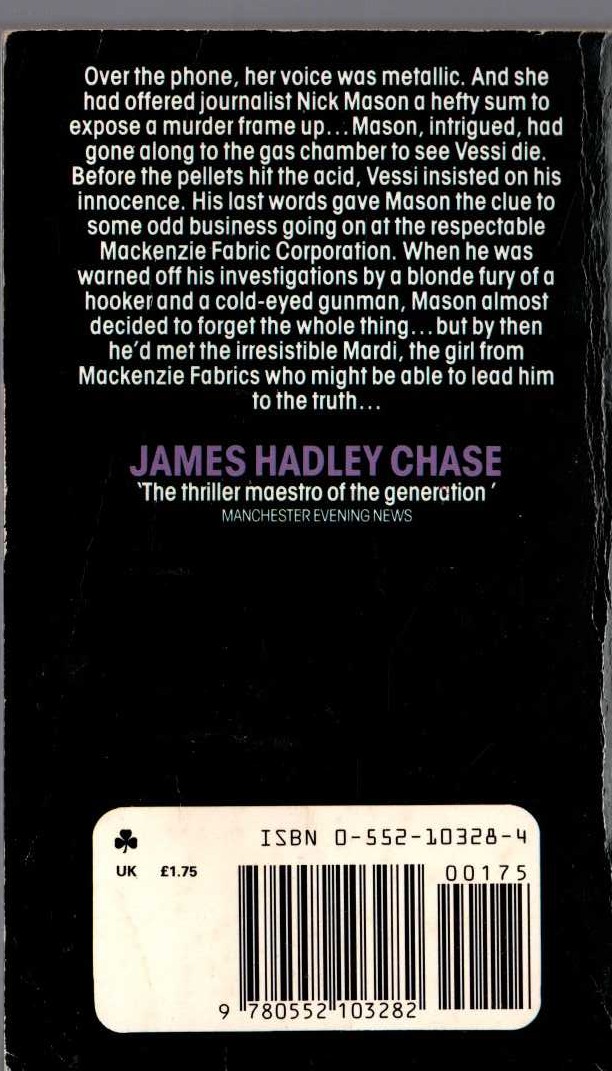 Over the phone, her voice was metallic. And she
had offered journalist Nick Mason a hefty sum to
expose a murder frame up... Mason, intrigued, had
gone along to the gas chamber to see Vessi die.
Before the pellets hit the acid, Vessi insisted on his
innocence. His last words gave Mason the clue to
some odd business going on at the respectable
Mackenzie Fabric Corporation. When he was
warned off his investigations by a blonde fury of a
hooker and a cold-eyed gunman, Mason almost
decided to forget the whole thing...but by then
he'd met the irresistible Mardi, the girl from
Mackenzie Fabrics who might be able to lead him
to the truth...
JAMES HADLEY CHASE
'The thriller maestro of the generation'
MANCHESTER EVENING NEWS
ISBN 0-552-10328-4
UK £1.75
00175
9 780552 103282